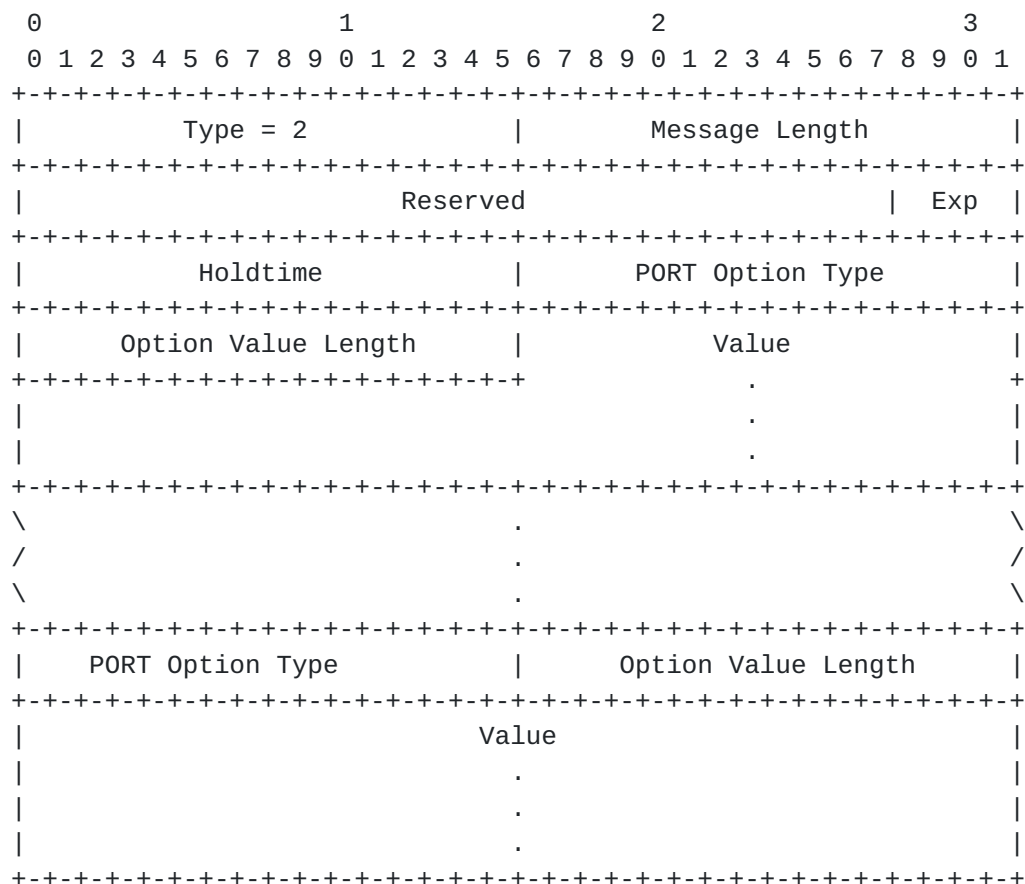 0                   1                   2                   3
 0 1 2 3 4 5 6 7 8 9 0 1 2 3 4 5 6 7 8 9 0 1 2 3 4 5 6 7 8 9 0 1
+-+-+-+-+-+-+-+-+-+-+-+-+-+-+-+-+-+-+-+-+-+-+-+-+-+-+-+-+-+-+-+-+
|          Type = 2             |        Message Length         |
+-+-+-+-+-+-+-+-+-+-+-+-+-+-+-+-+-+-+-+-+-+-+-+-+-+-+-+-+-+-+-+-+
|                        Reserved                       |  Exp  |
+-+-+-+-+-+-+-+-+-+-+-+-+-+-+-+-+-+-+-+-+-+-+-+-+-+-+-+-+-+-+-+-+
|           Holdtime            |       PORT Option Type        |
+-+-+-+-+-+-+-+-+-+-+-+-+-+-+-+-+-+-+-+-+-+-+-+-+-+-+-+-+-+-+-+-+
|      Option Value Length      |            Value              |
+-+-+-+-+-+-+-+-+-+-+-+-+-+-+-+-+              .                +
|                                              .                |
|                                              .                |
+-+-+-+-+-+-+-+-+-+-+-+-+-+-+-+-+-+-+-+-+-+-+-+-+-+-+-+-+-+-+-+-+
\                               .                               \
/                               .                               /
\                               .                               \
+-+-+-+-+-+-+-+-+-+-+-+-+-+-+-+-+-+-+-+-+-+-+-+-+-+-+-+-+-+-+-+-+
|    PORT Option Type           |      Option Value Length      |
+-+-+-+-+-+-+-+-+-+-+-+-+-+-+-+-+-+-+-+-+-+-+-+-+-+-+-+-+-+-+-+-+
|                             Value                             |
|                               .                               |
|                               .                               |
|                               .                               |
+-+-+-+-+-+-+-+-+-+-+-+-+-+-+-+-+-+-+-+-+-+-+-+-+-+-+-+-+-+-+-+-+